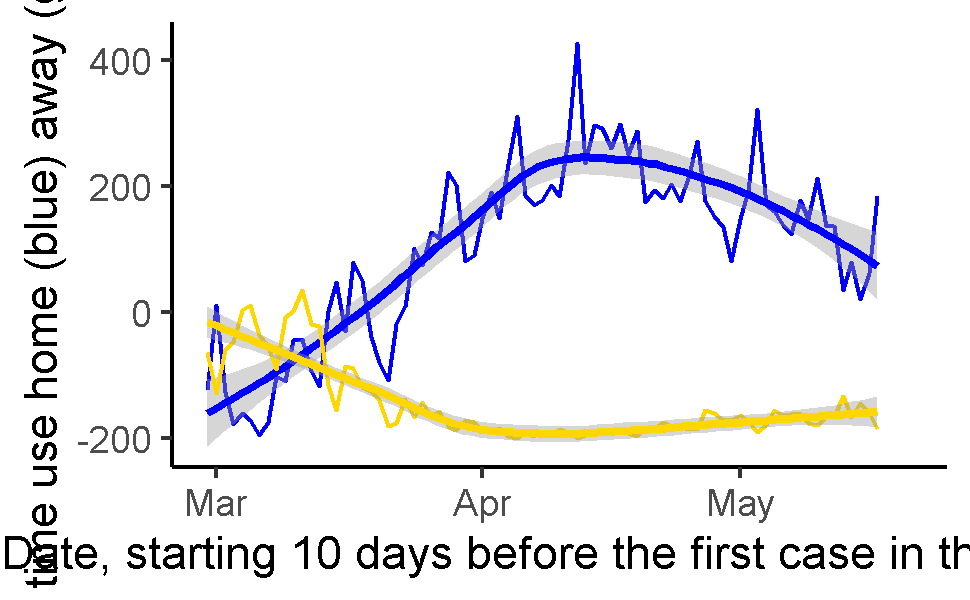 time use home (blue) away (
400
200
0
-200
Mar Apr May
Date, starting 10 days before the first case in th